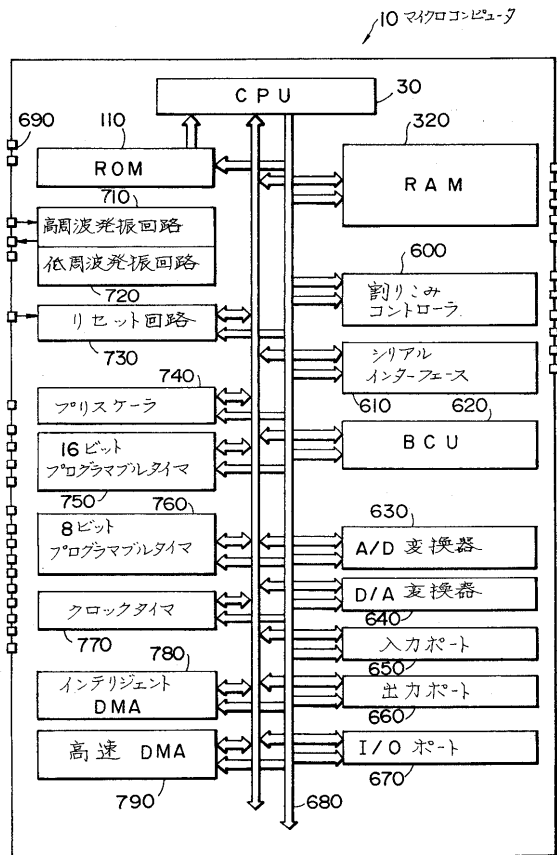 10 マイクロコンピュータ
CPU
30
690
110
ROM
320
RAM
710
高周波発振回路
低周波発振回路
720
600
割りこみ
コントローラ
リセット回路
730
シリアル
インターフェース
610
620
740
プリスケーラ
BCU
16ビット
プログラマブルタイマ
750
760
8ビット
プログラマブルタイマ
630
A/D 変換器
D/A 変換器
640
クロックタイマ
770
入力ポート
650
780
インテリジェント
DMA
出力ポート
660
高速 DMA
790
I/O ポート
670
680